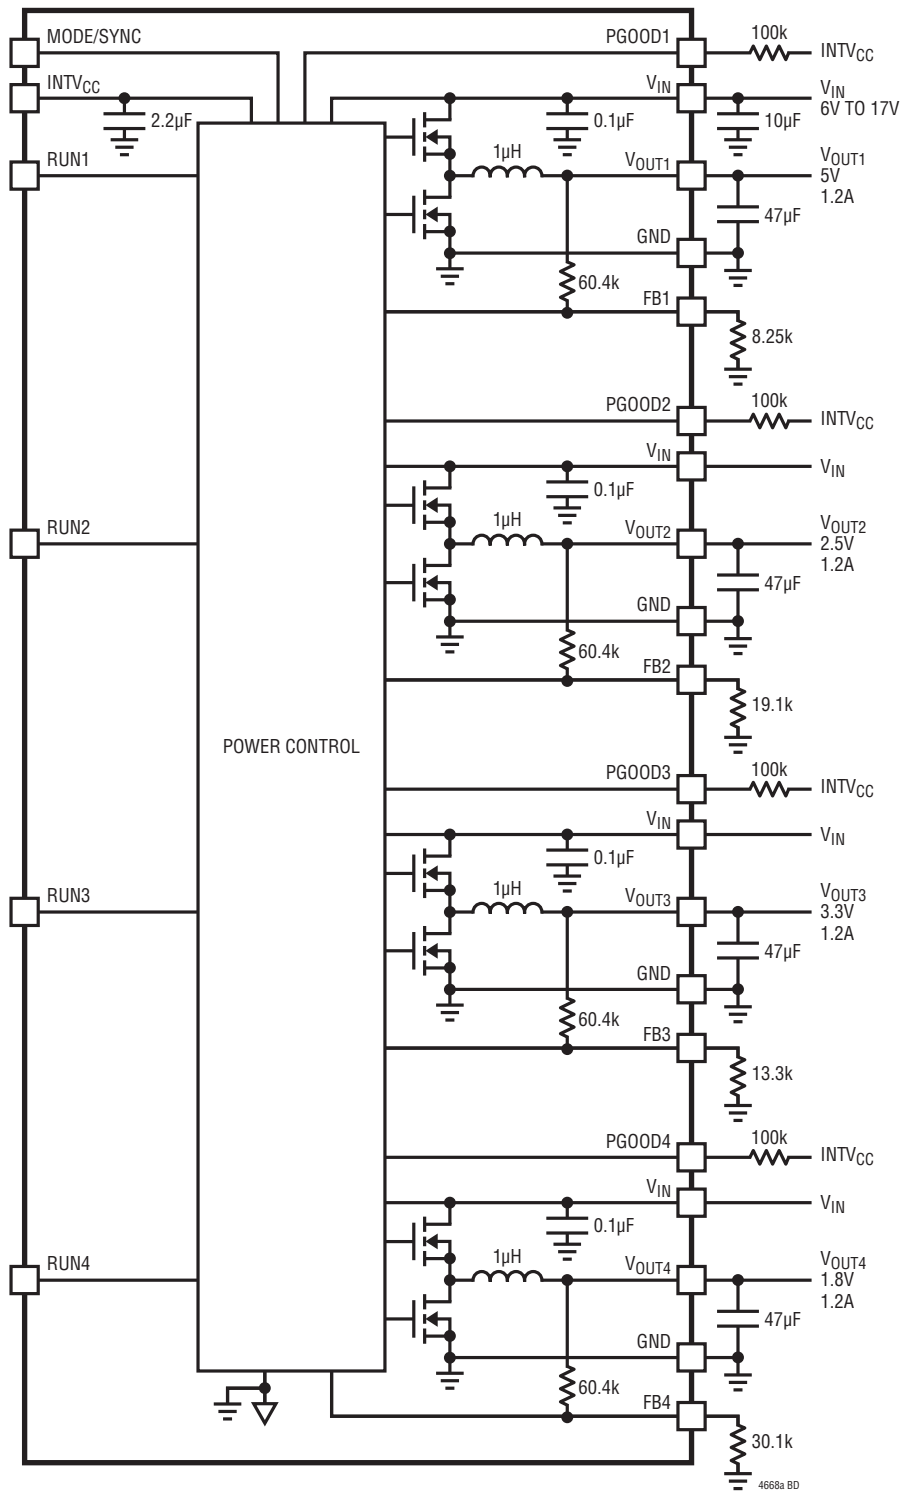 MODE/SYNC
PGOOD1
100k
INTVCC
INTVCC
2.2µF
VIN
0.1µF
10µF
VIN
6V TO 17V
RUN1
1µH
VOUT1
VOUT1
5V
1.2A
47µF
GND
60.4k
FB1
8.25k
PGOOD2
100k
INTVCC
VIN
VIN
0.1µF
RUN2
1µH
VOUT2
VOUT2
2.5V
1.2A
47µF
GND
60.4k
FB2
19.1k
POWER CONTROL
PGOOD3
100k
INTVCC
VIN
VIN
0.1µF
RUN3
1µH
VOUT3
VOUT3
3.3V
1.2A
47µF
GND
60.4k
FB3
13.3k
PGOOD4
100k
INTVCC
VIN
VIN
0.1µF
RUN4
1µH
VOUT4
VOUT4
1.8V
1.2A
47µF
GND
60.4k
FB4
30.1k
4668a BD